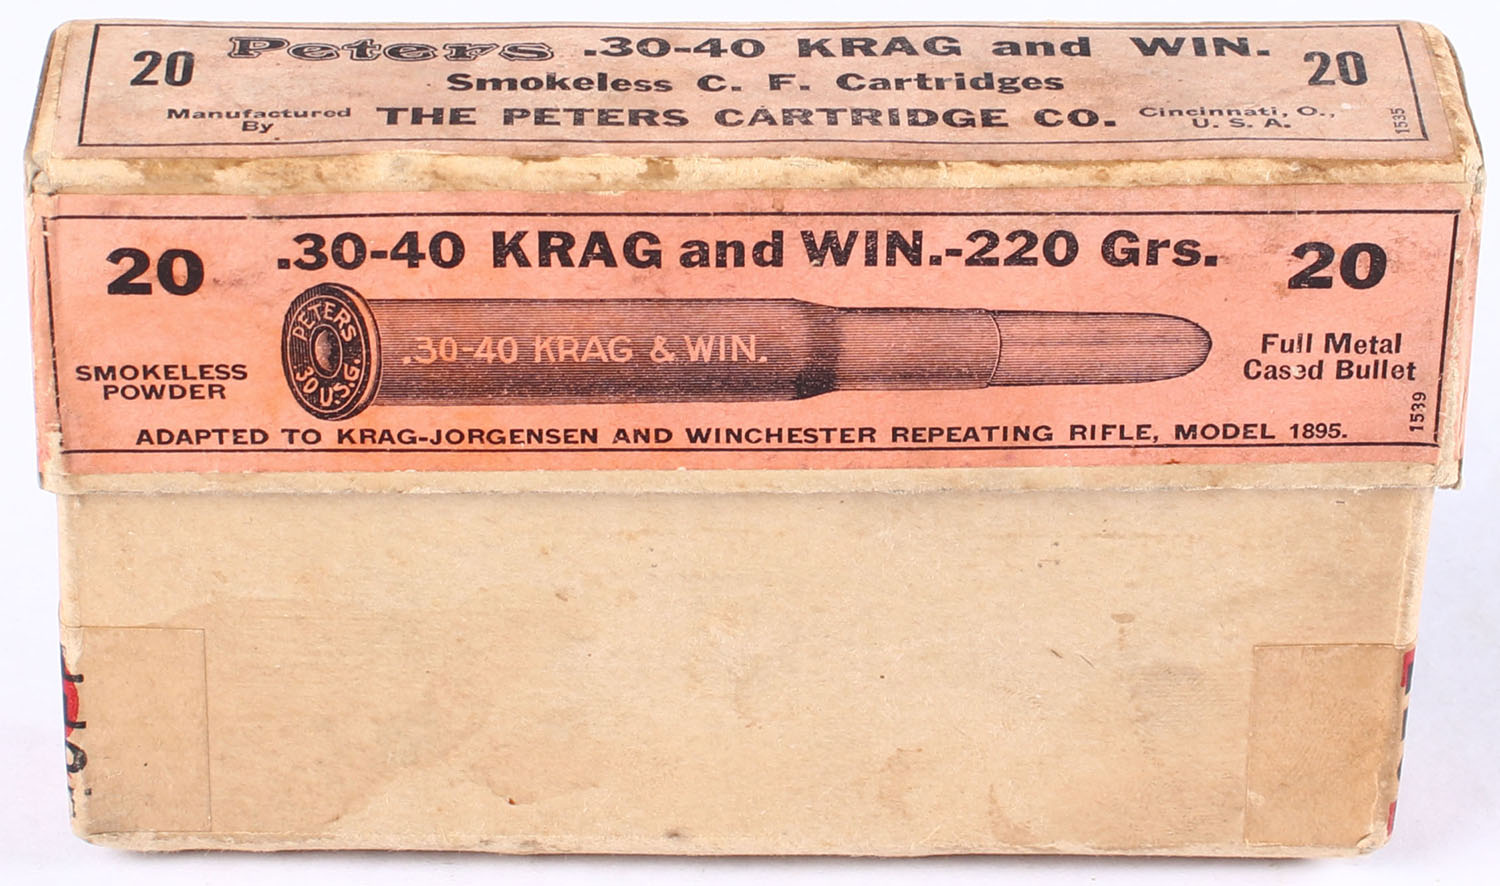 20 Peters .30-40 KRAG and WIN. 20
Smokeless C. F. Cartridges
Manufactured By THE PETERS CARTRIDGE CO. Cincinnati, O., U. S. A.
1535
20 .30-40 KRAG and WIN.-220 Grs. 20
PETERS
30 U.S.G.
.30-40 KRAG & WIN.
SMOKELESS
POWDER
Full Metal
Cased Bullet
1539
ADAPTED TO KRAG-JORGENSEN AND WINCHESTER REPEATING RIFLE, MODEL 1895.